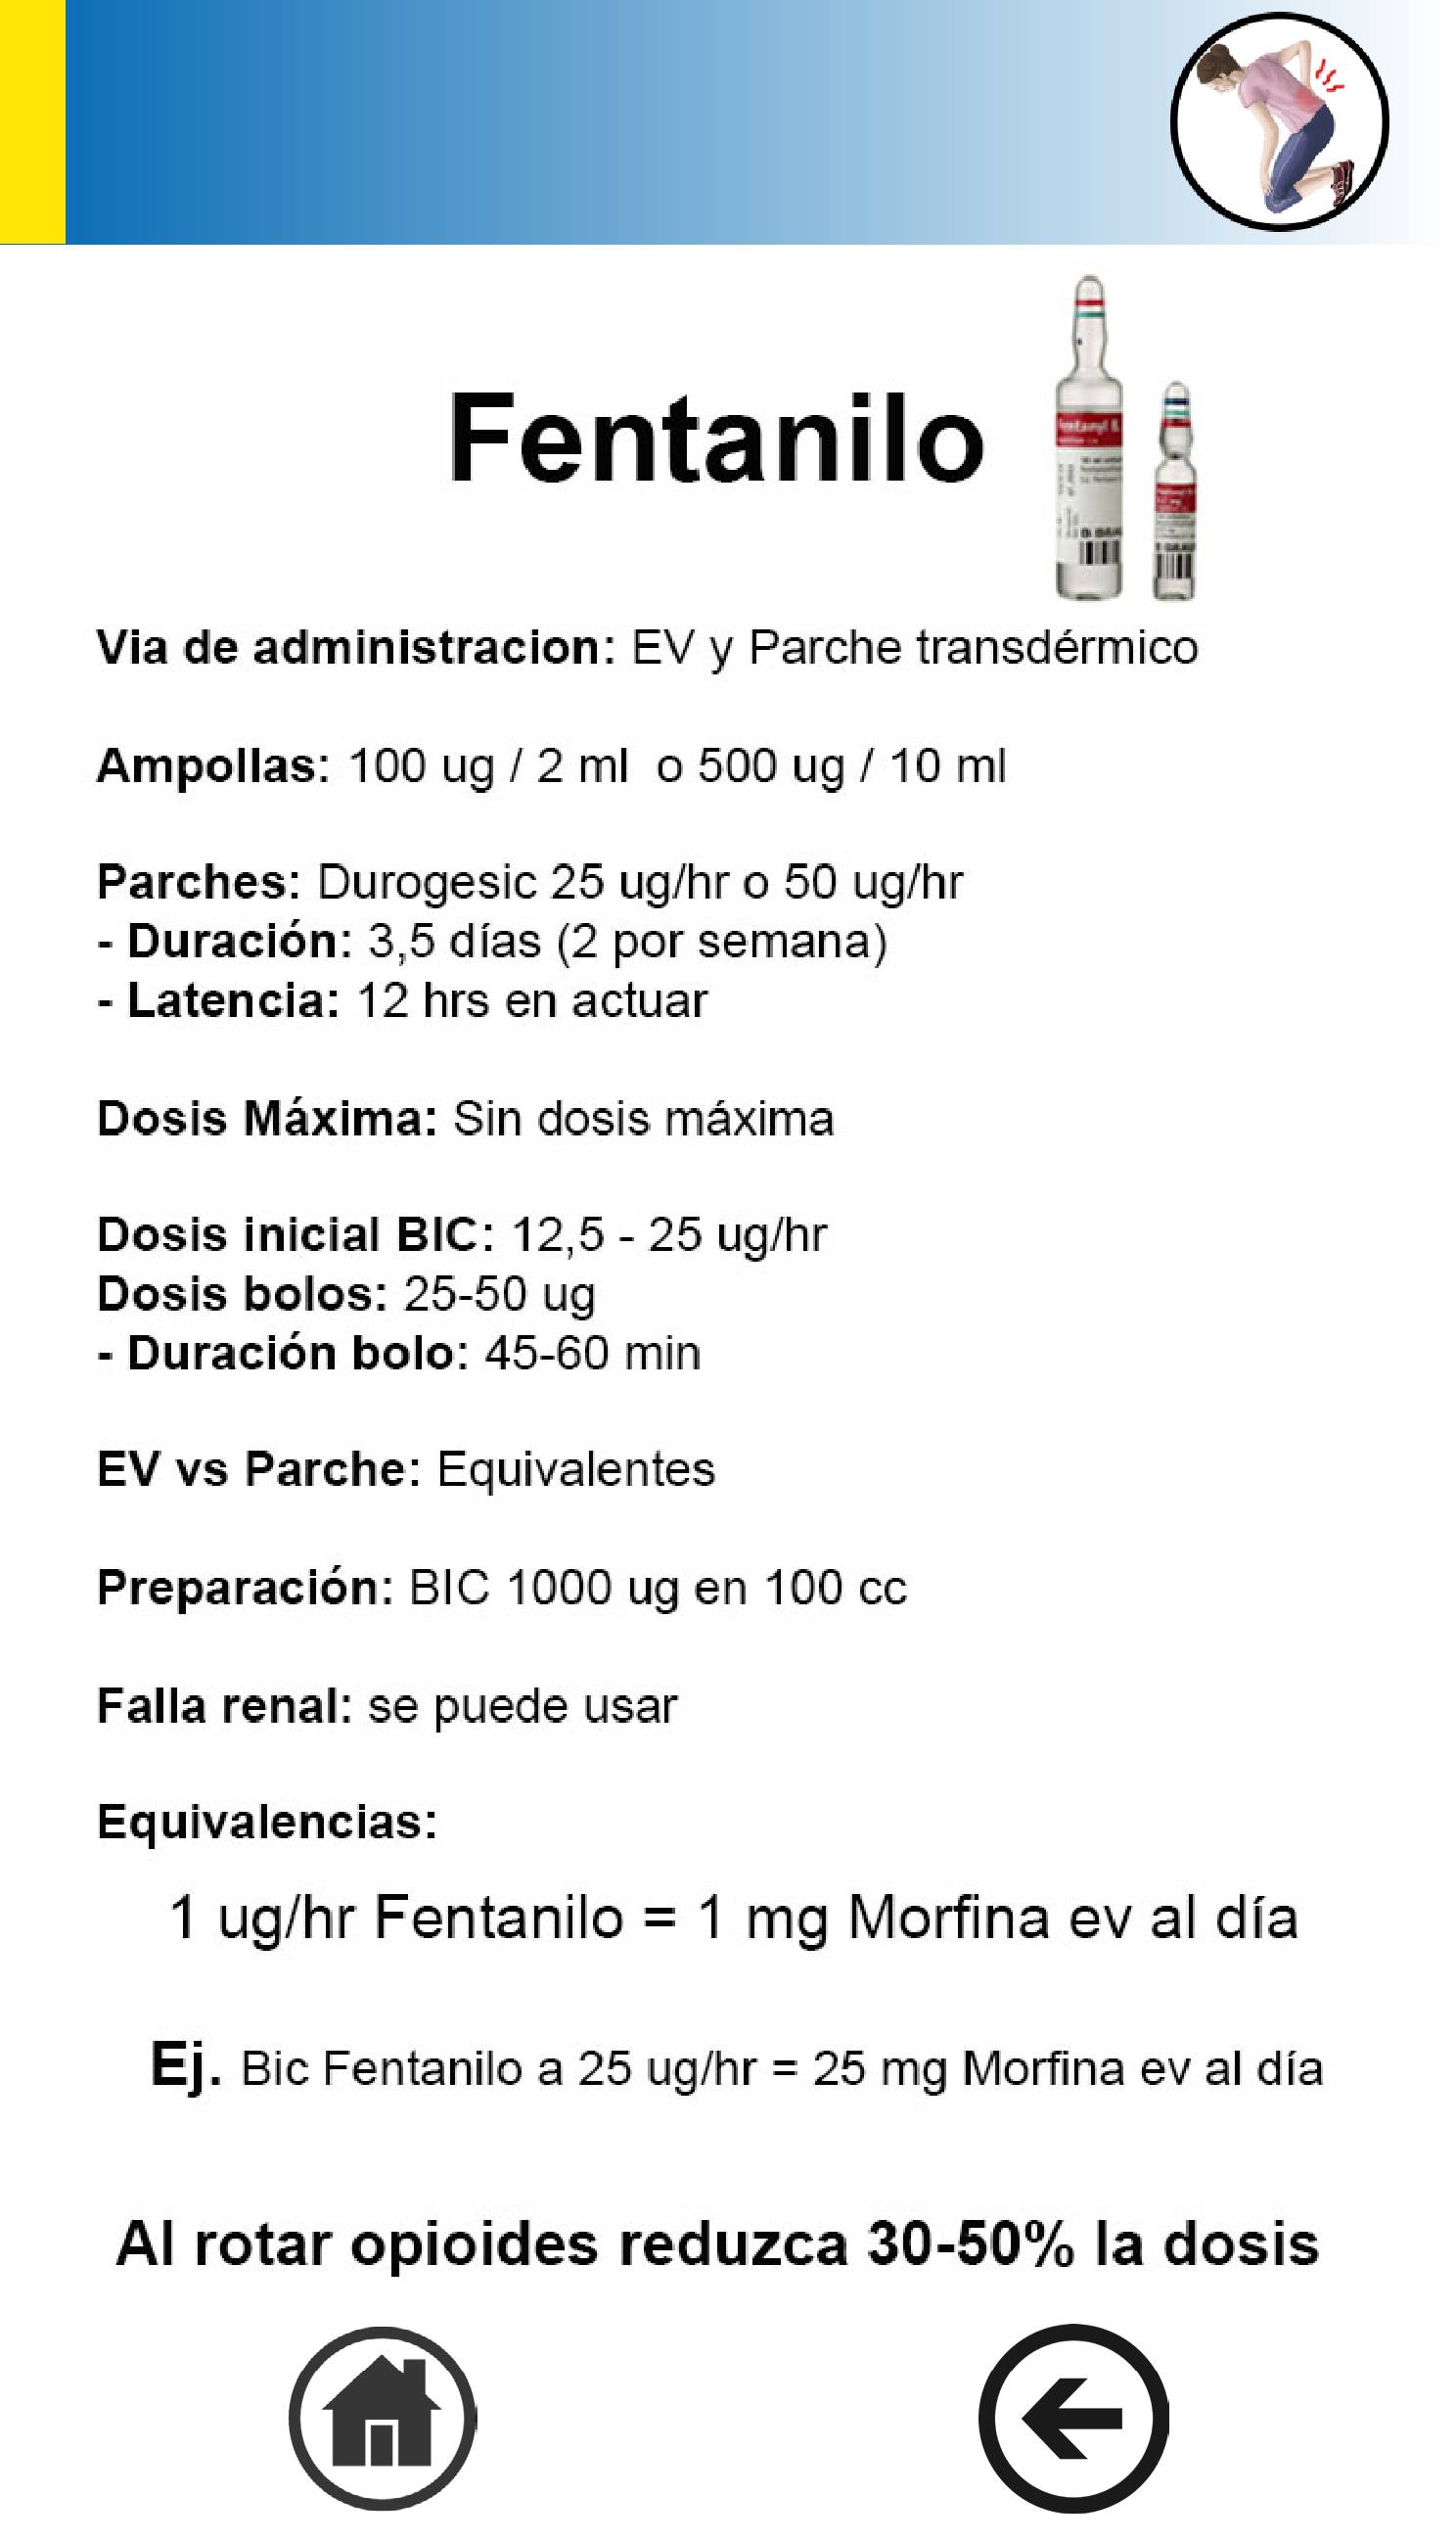 Fentanilo
Fentanyl B.
B. BRAUN
Via de administracion: EV y Parche transdérmico
Ampollas: 100 ug / 2 ml  o 500 ug / 10 ml
Parches: Durogesic 25 ug/hr o 50 ug/hr
- Duración: 3,5 días (2 por semana)
- Latencia: 12 hrs en actuar
Dosis Máxima: Sin dosis máxima
Dosis inicial BIC: 12,5 - 25 ug/hr
Dosis bolos: 25-50 ug
- Duración bolo: 45-60 min
EV vs Parche: Equivalentes
Preparación: BIC 1000 ug en 100 cc
Falla renal: se puede usar
Equivalencias:
1 ug/hr Fentanilo = 1 mg Morfina ev al día
Ej. Bic Fentanilo a 25 ug/hr = 25 mg Morfina ev al día
Al rotar opioides reduzca 30-50% la dosis